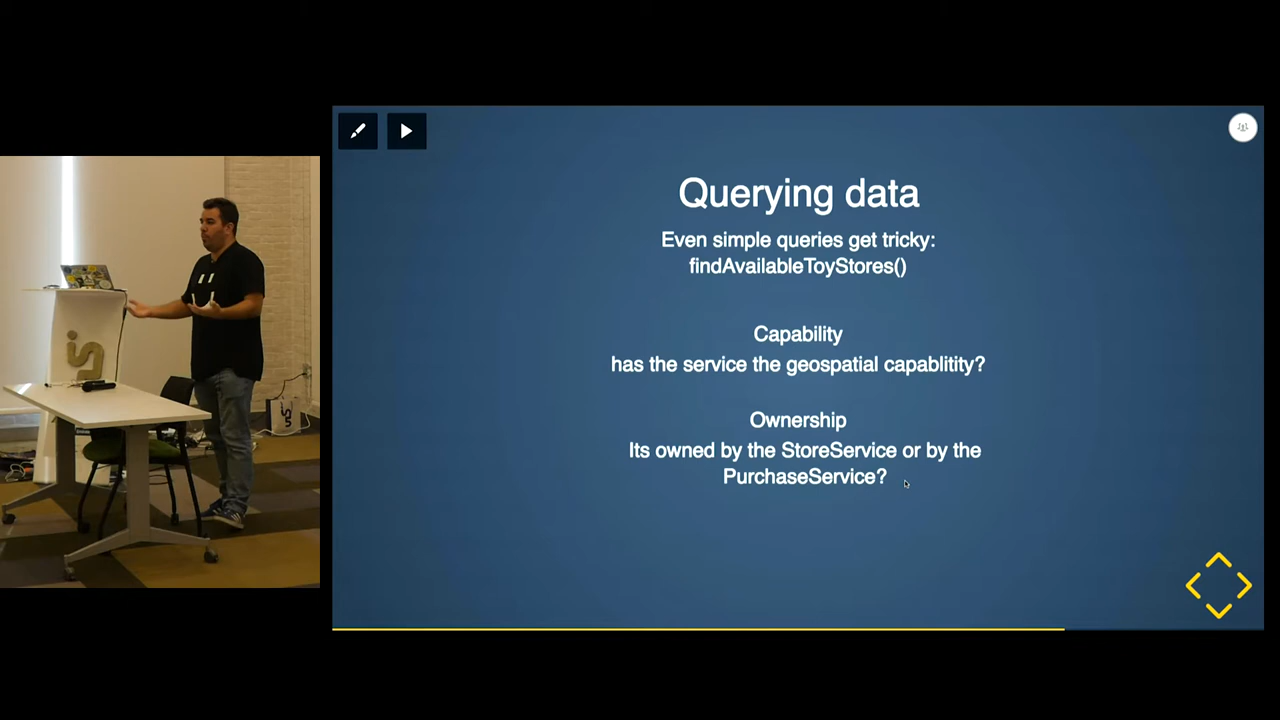 Querying data
Even simple queries get tricky:
findAvailableToyStores()
Capability
has the service the geospatial capablitity?
Ownership
Its owned by the StoreService or by the
PurchaseService?